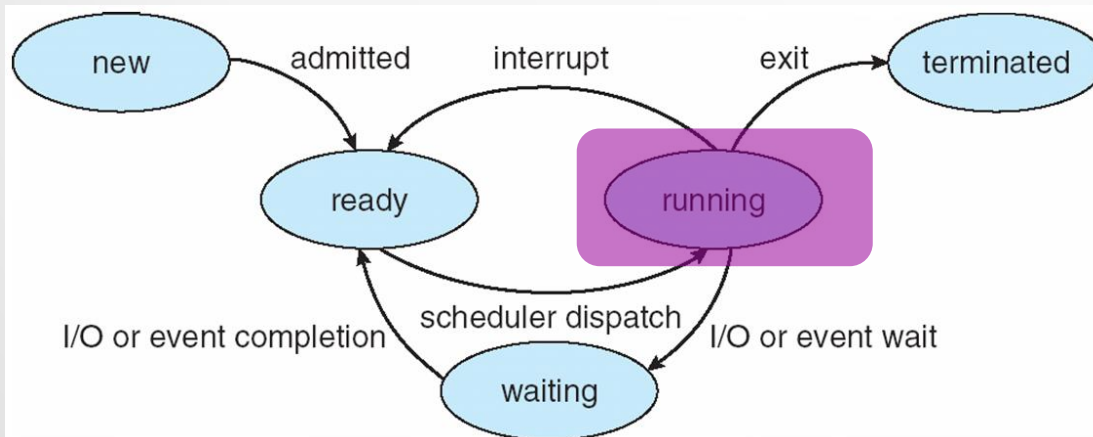 new
admitted
interrupt
exit
terminated
ready
running
scheduler dispatch
I/O or event completion
I/O or event wait
waiting